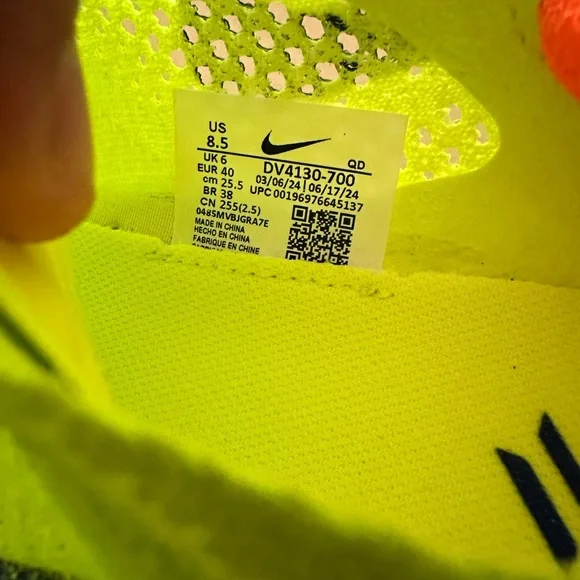 US
8.5
UK 6
EUR 40
cm 25.5
BR 38
CN 255(2.5)
DV4130-700 QD
03/06/24 | 06/17/24
UPC 00196976645137
0485MVBJGRA7E
MADE IN CHINA
HECHO EN CHINA
FABRIQUE EN CHINE